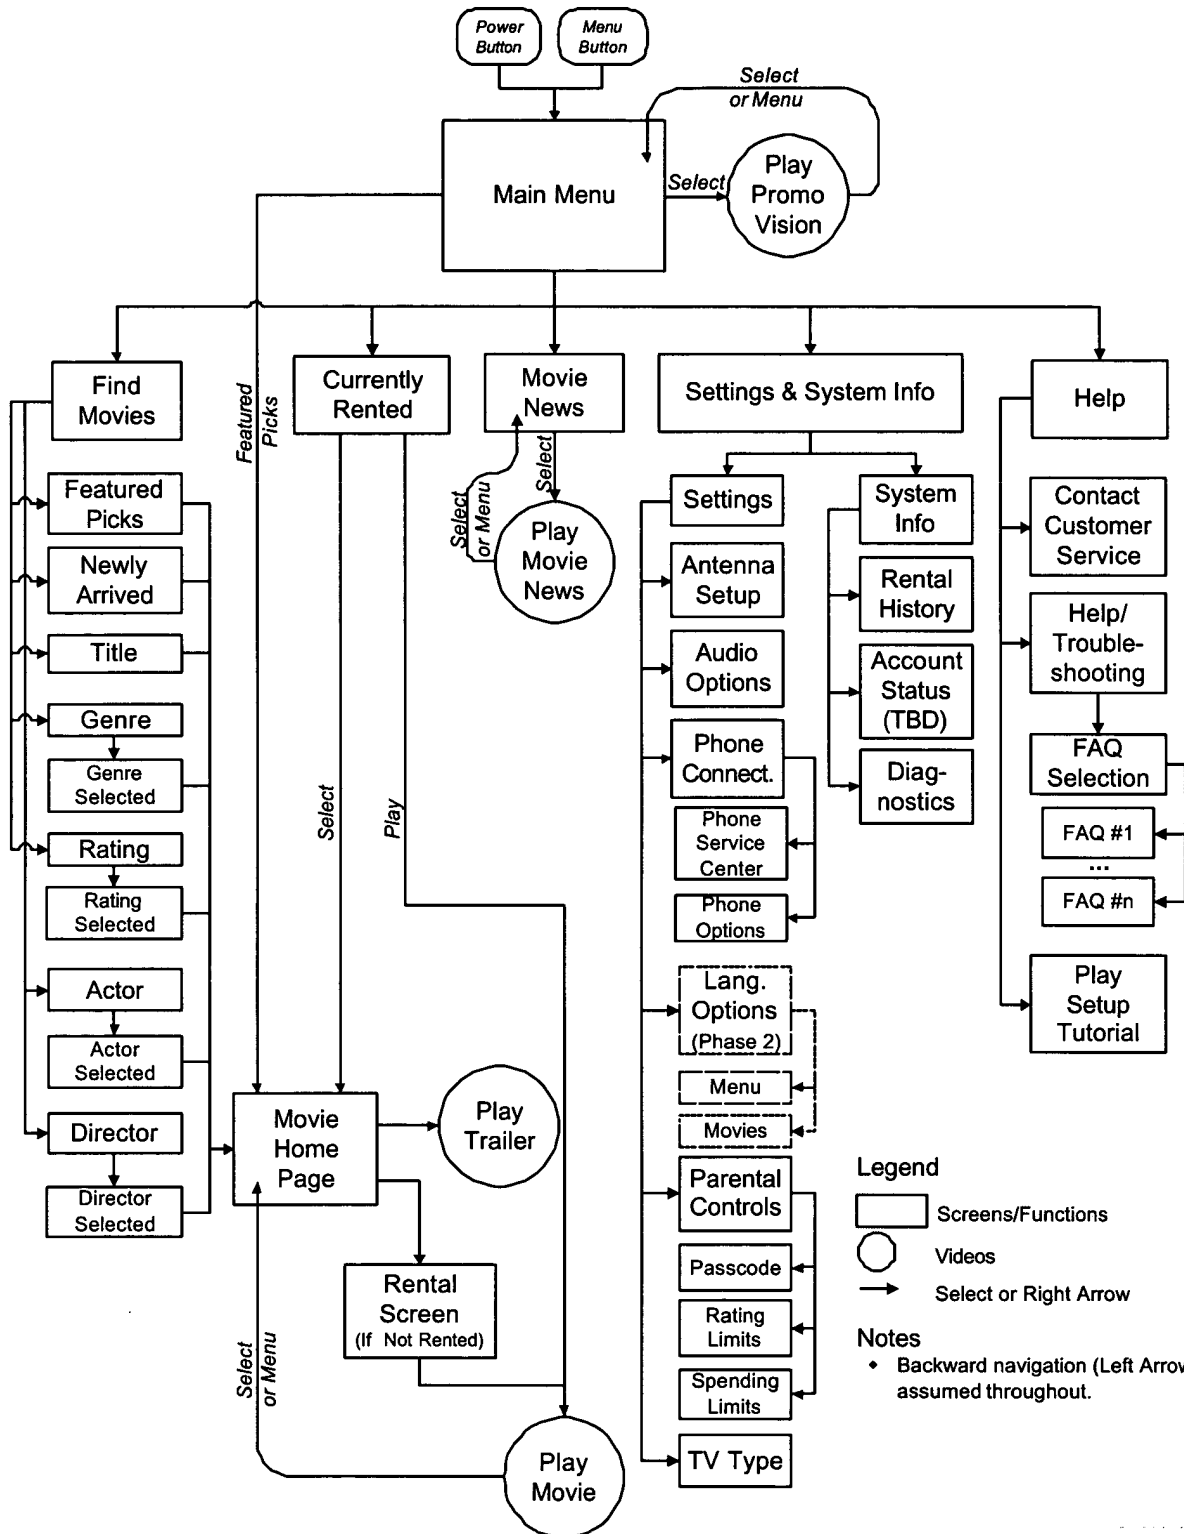 Power
Button
Menu
Button
Select
or Menu
Main Menu
Select
Play
Promo
Vision
Find
Movies
Featured
Picks
Currently
Rented
Movie
News
Settings & System Info
Help
Featured
Picks
Newly
Arrived
Title
Genre
Genre
Selected
Rating
Rating
Selected
Actor
Actor
Selected
Director
Director
Selected
Select
Play
Select
Select
or Menu
Play
Movie
News
Settings
Antenna
Setup
Audio
Options
Phone
Connect.
Phone
Service
Center
Phone
Options
Lang.
Options
(Phase 2)
Menu
Movies
Parental
Controls
Passcode
Rating
Limits
Spending
Limits
TV Type
System
Info
Rental
History
Account
Status
(TBD)
Diag-
nostics
Contact
Customer
Service
Help/
Trouble-
shooting
FAQ
Selection
FAQ #1
...
FAQ #n
Play
Setup
Tutorial
Movie
Home
Page
Play
Trailer
Rental
Screen
(If Not Rented)
Select
or Menu
Play
Movie
Legend
Screens/Functions
Videos
Select or Right Arrow
Notes
• Backward navigation (Left Arrow
assumed throughout.